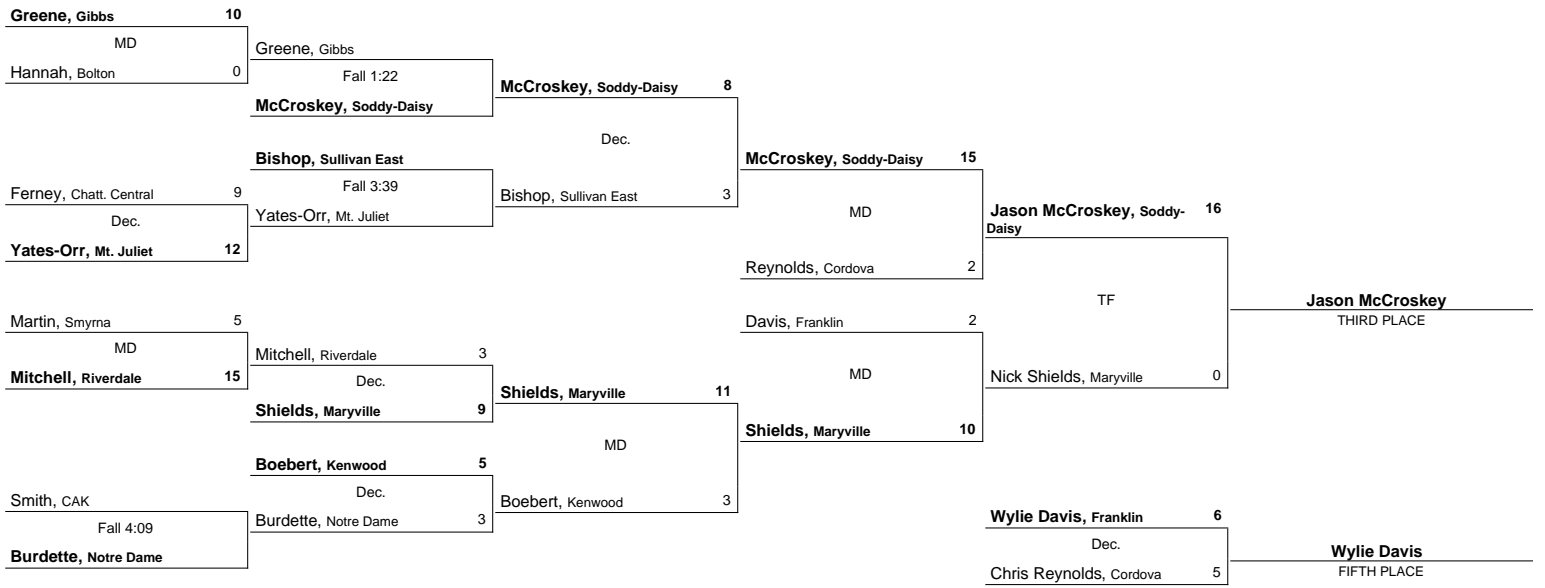 Greene, Gibbs 10
MD
Hannah, Bolton 0
Greene, Gibbs
Fall 1:22
McCroskey, Soddy-Daisy
McCroskey, Soddy-Daisy 8
Dec.
Bishop, Sullivan East 3
Bishop, Sullivan East
Fall 3:39
Yates-Orr, Mt. Juliet
Ferney, Chatt. Central 9
Dec.
Yates-Orr, Mt. Juliet 12
McCroskey, Soddy-Daisy 15
MD
Reynolds, Cordova 2
Jason McCroskey, Soddy- 16
Daisy
TF
Nick Shields, Maryville 0
Jason McCroskey
THIRD PLACE
Martin, Smyrna 5
MD
Mitchell, Riverdale 15
Mitchell, Riverdale 3
Dec.
Shields, Maryville 9
Shields, Maryville 11
MD
Boebert, Kenwood 3
Davis, Franklin 2
MD
Shields, Maryville 10
Boebert, Kenwood 5
Dec.
Burdette, Notre Dame 3
Smith, CAK
Fall 4:09
Burdette, Notre Dame
Wylie Davis, Franklin 6
Dec.
Chris Reynolds, Cordova 5
Wylie Davis
FIFTH PLACE